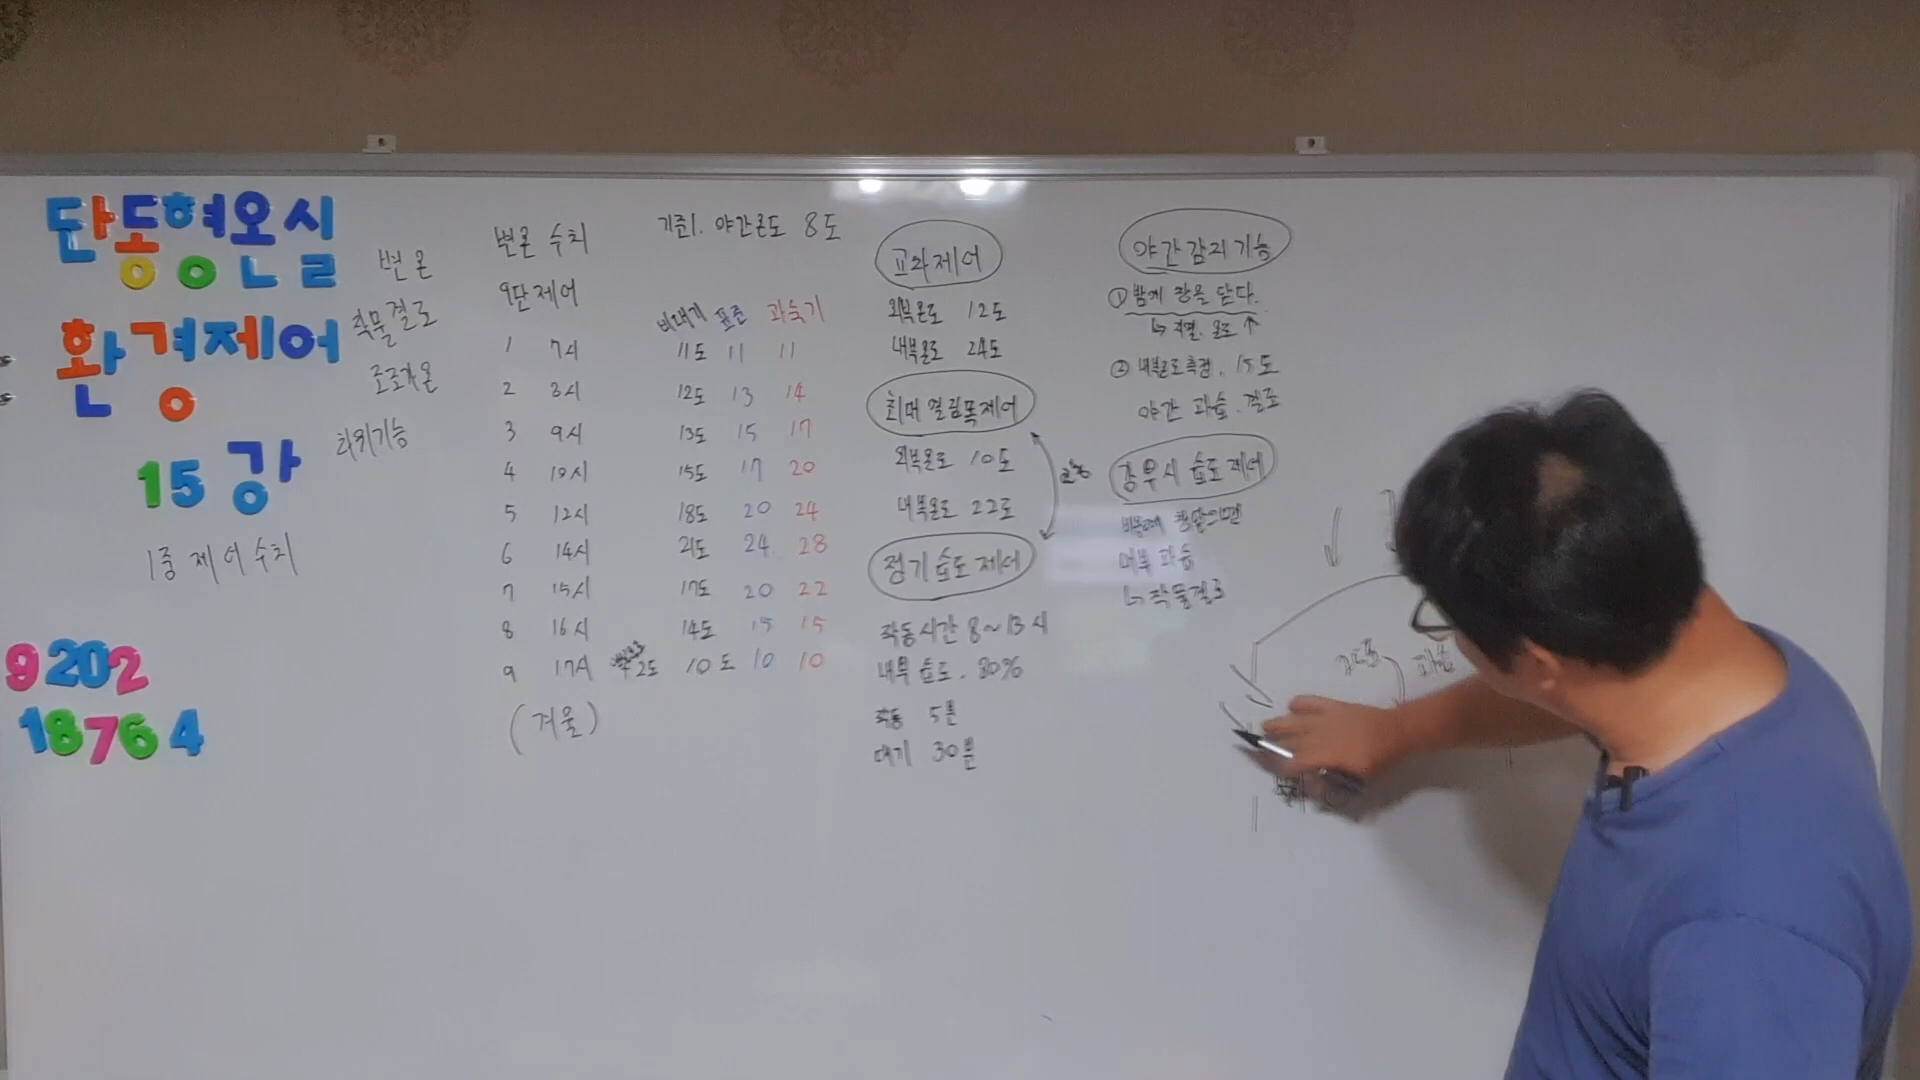 단동형온실
환경제어
15강
1중 제어수치
9202
18764
변온
작물결로
조조가온
변온 수치
9단제어
기준1. 야간온도 8도
비대기 표준 과숙기
1 7시 11도 11 11
2 8시 12도 13 14
3 9시 13도 15 17
4 10시 15도 17 20
5 12시 18도 20 24
6 14시 21도 24 28
7 15시 17도 20 22
8 16시 14도 15 15
9 17시 2도 10도 10 10
(겨울)
교차제어
외부온도 12도
내부온도 24도
최대열림폭제어
외부온도 10도
내부온도 22도
정기습도제어
작동시간 8~13시
내부습도. 80%
작동 5분
대기 30분
야간감지기능
① 밤에 창을 닫다.
↳ 지열. 온도↑
② 내부온도측정. 15도
야간 과습. 결로
강우시 습도제어
내부 과습
↳ 작물결로
과습